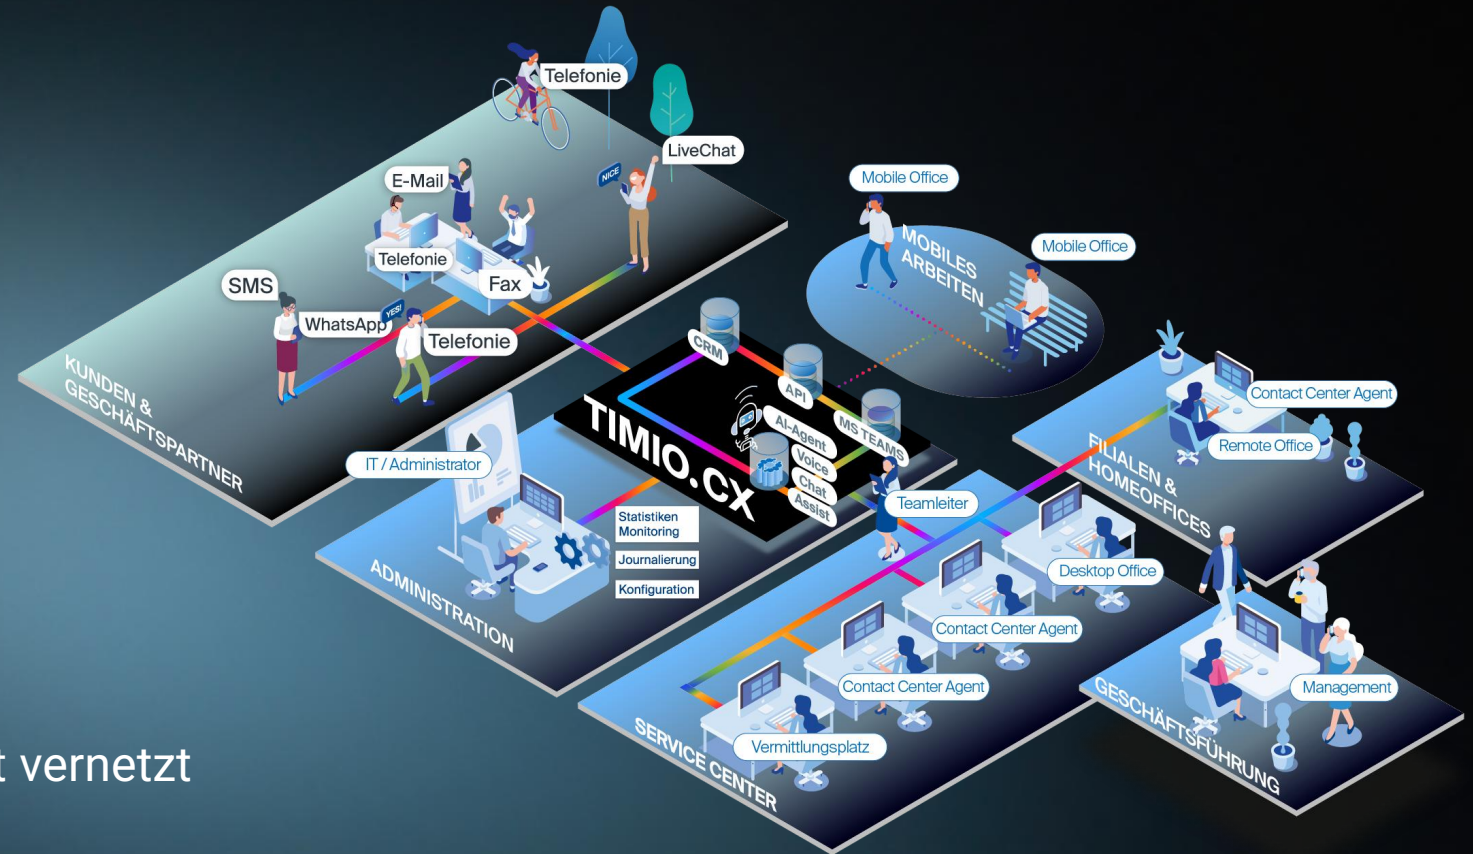 Telefonie
LiveChat
NICE
E-Mail
Telefonie
Fax
SMS
WhatsApp
YES!
Telefonie
KUNDEN &
GESCHÄFTSPARTNER
Mobile Office
Mobile Office
MOBILES
ARBEITEN
CRM
API
MS TEAMS
AI-Agent
Voice
Chat
Assist
TIMIO.CX
IT / Administrator
Statistiken
Monitoring
Journalierung
Konfiguration
ADMINISTRATION
Contact Center Agent
Remote Office
FILIALEN &
HOMEOFFICES
Teamleiter
Desktop Office
Contact Center Agent
Contact Center Agent
Vermittlungsplatz
SERVICE CENTER
Management
GESCHÄFTSFÜHRUNG
vernetzt